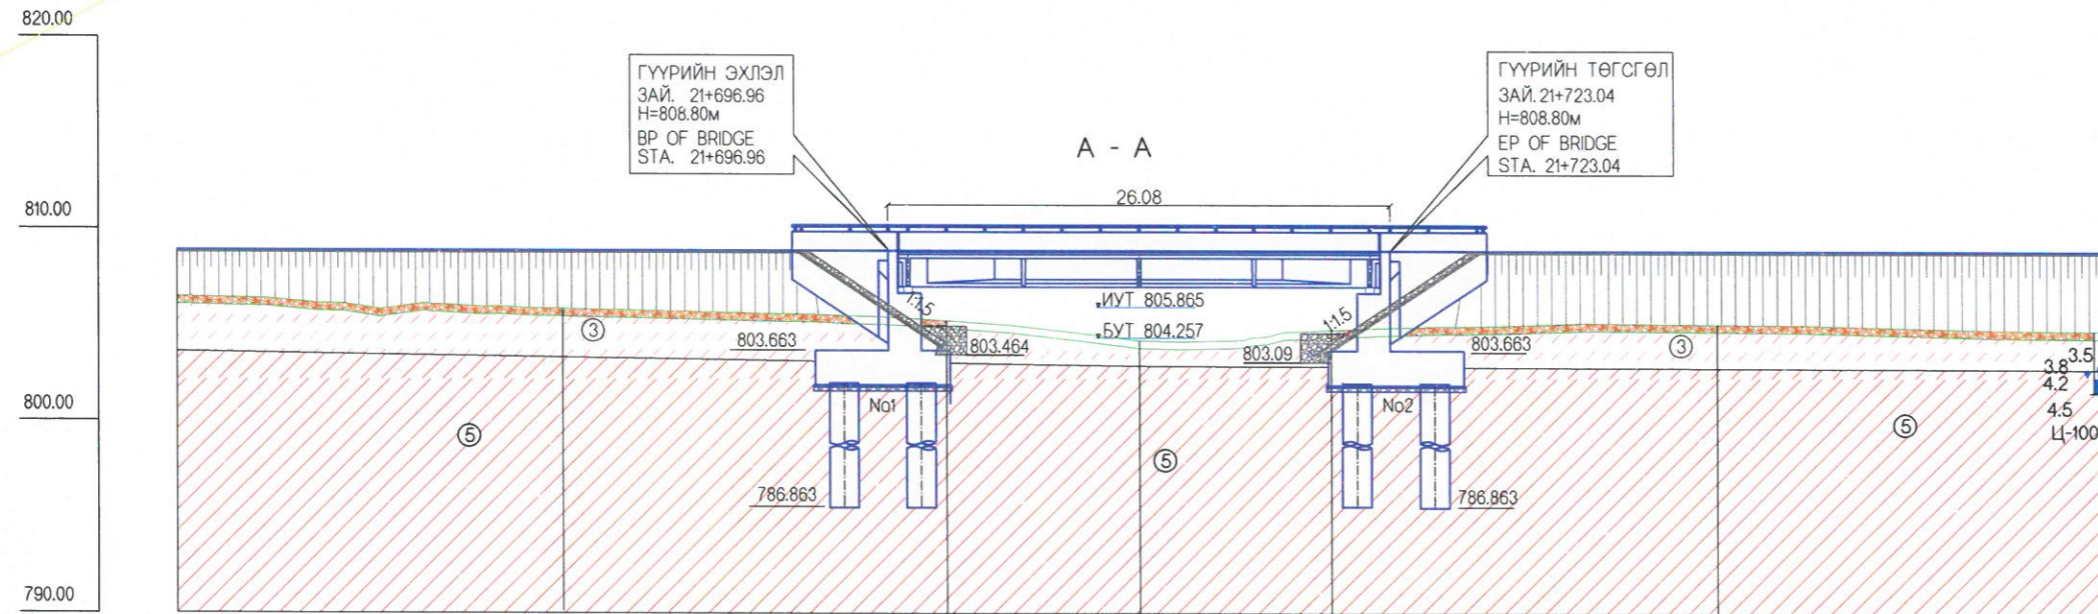 820.00
810.00
800.00
790.00
ГҮҮРИЙН ЭХЛЭЛ
ЗАЙ. 21+696.96
H=808.80м
BP OF BRIDGE
STA. 21+696.96
A - A
26.08
ГҮҮРИЙН ТӨГСГӨЛ
ЗАЙ.21+723.04
H=808.80м
EP OF BRIDGE
STA. 21+723.04
1:1.5
ИУТ 805.865
БУТ 804.257
1:1.5
3
803.663
803.464
803.09
803.663
3
3.5
3.8
4.2
4.5
Ц-100
No1
No2
5
5
5
786.863
786.863